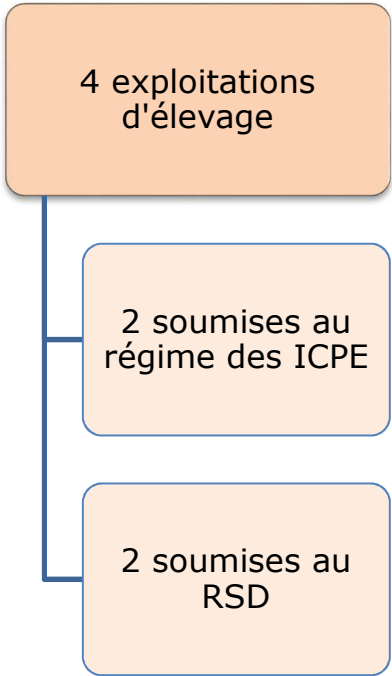 4 exploitations
d'élevage
2 soumises au
régime des ICPE
2 soumises au
RSD